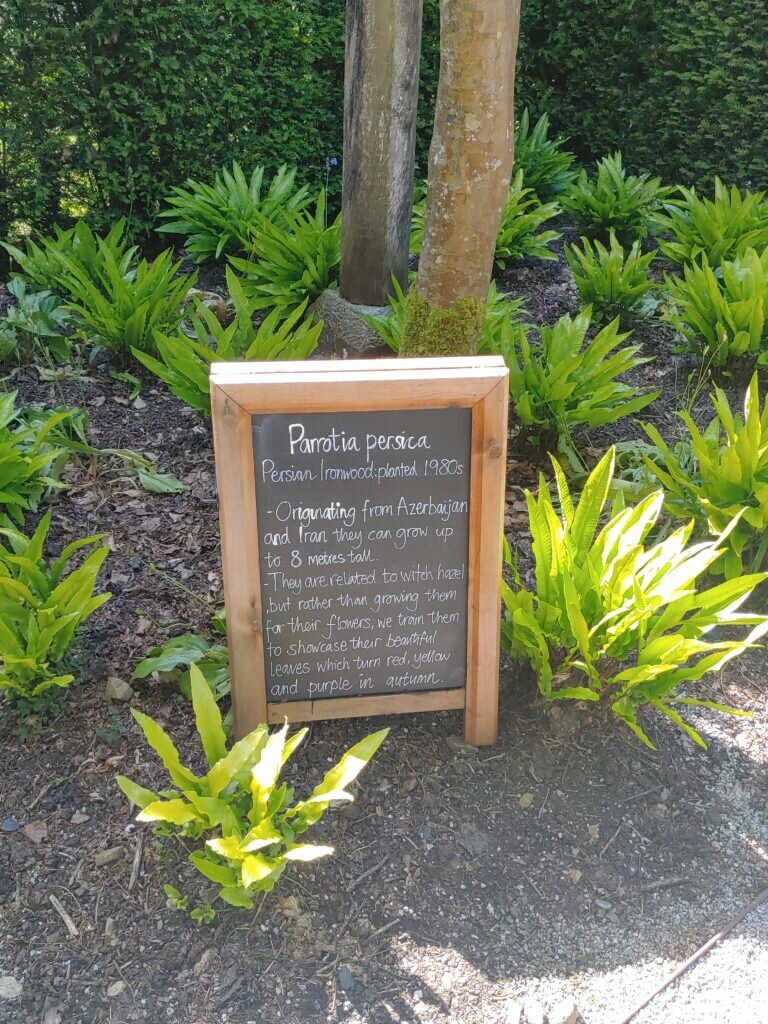 Parrotia persica
Persian Ironwood: planted 1980s
- Originating from Azerbaijan
and Iran they can grow up
to 8 metres tall.
- They are related to witch hazel
, but rather than growing them
for their flowers, we train them
to showcase their beautiful
leaves which turn red, yellow
and purple in autumn.